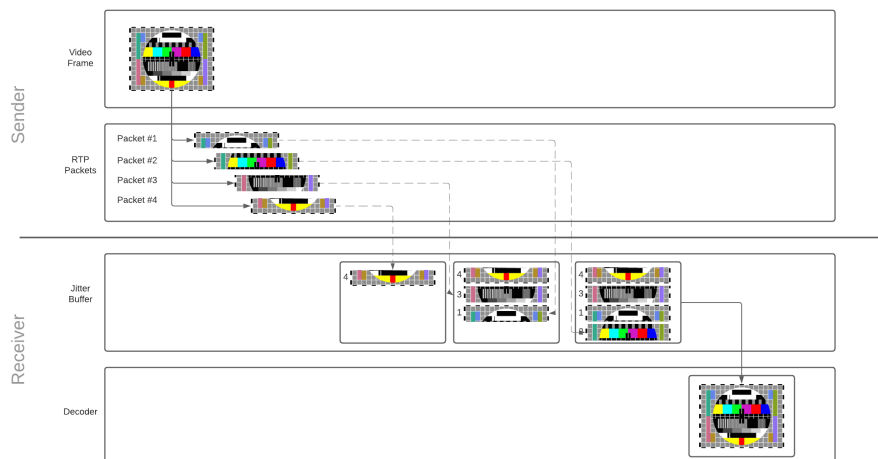 Sender
Video
Frame
RTP
Packets
Packet #1
Packet #2
Packet #3
Packet #4
Receiver
Jitter
Buffer
4
4
3
1
4
3
1
Decoder